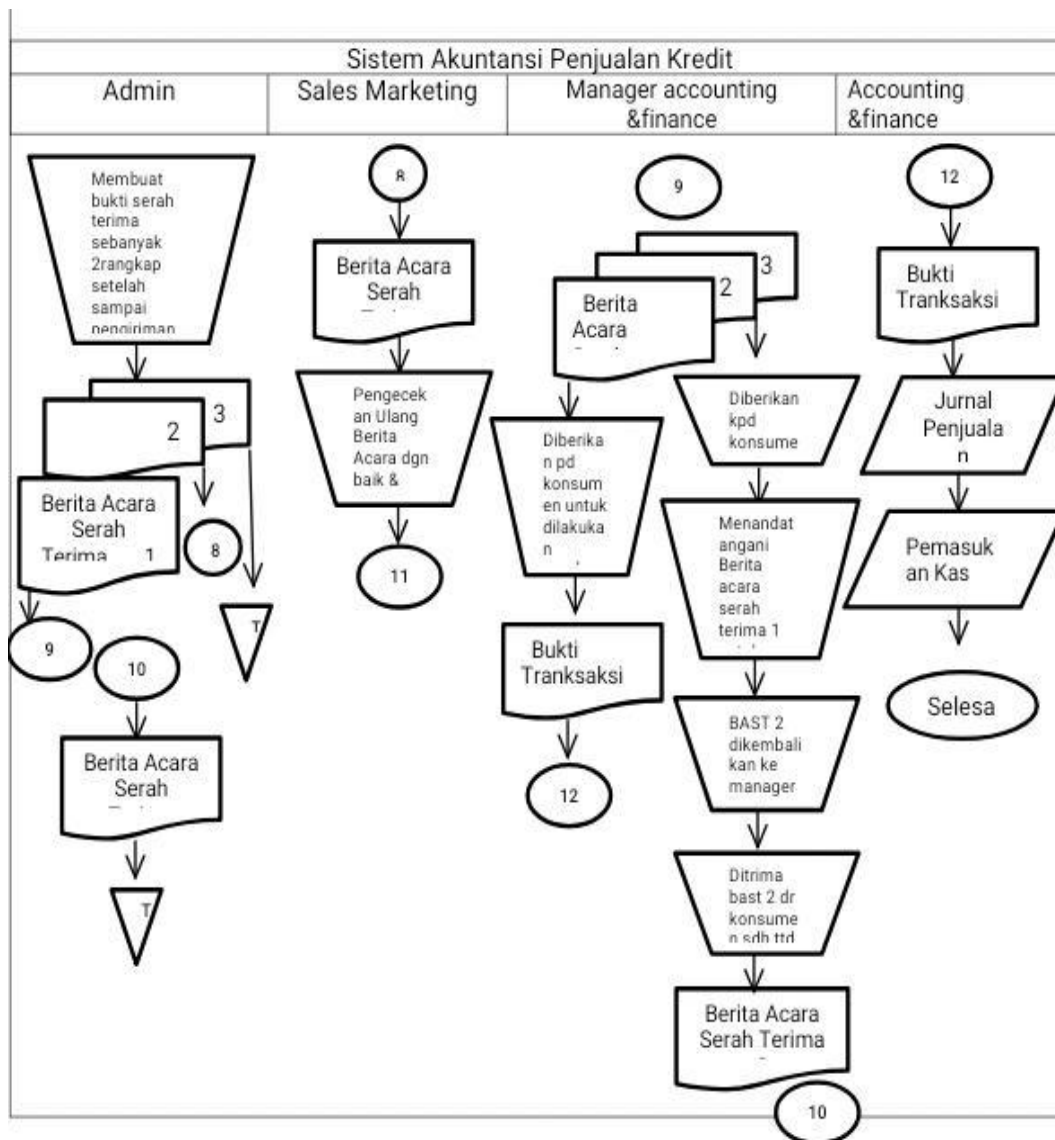 Sistem Akuntansi Penjualan Kredit
Admin
Sales Marketing
Manager accounting
&finance
Accounting
&finance
Membuat
bukti serah
terima
sebanyak
2rangkap
setelah
sampai
pengiriman
2
3
Berita Acara
Serah
Terima 1
8
9
T
10
Berita Acara
Serah
T
8
Berita Acara
Serah
Pengecek
an Ulang
Berita
Acara dgn
baik &
11
9
3
2
Berita
Acara
Diberika
n pd
konsum
en untuk
dilakuka
n
Bukti
Tranksaksi
12
Diberikan
kpd
konsume
Menandat
angani
Berita
acara
serah
terima 1
BAST 2
dikembali
kan ke
manager
Ditrima
bast 2 dr
konsume
n sdh ttd
Berita Acara
Serah Terima
10
12
Bukti
Tranksaksi
Jurnal
Penjuala
n
Pemasuk
an Kas
Selesa